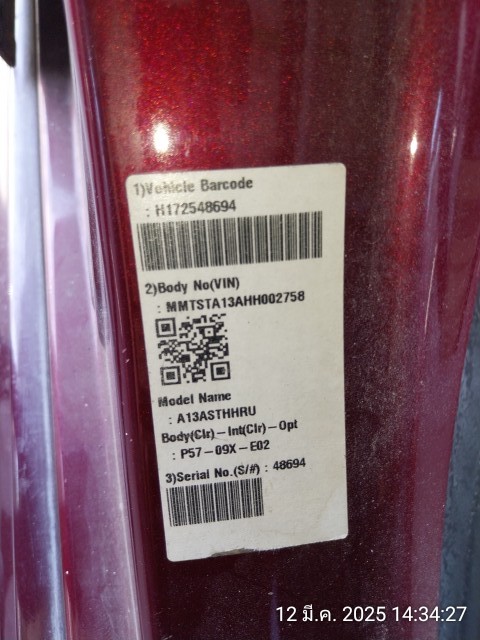 1)Vehicle Barcode
: H172548694
2)Body No(VIN)
: MMTSTA13AHH002758
Model Name
: A13ASTHHRU
Body(Clr)-Int(Clr)-Opt
: P57-09X-E02
3)Serial No.(S/#) : 48694
12 มี.ค. 2025 14:34:27